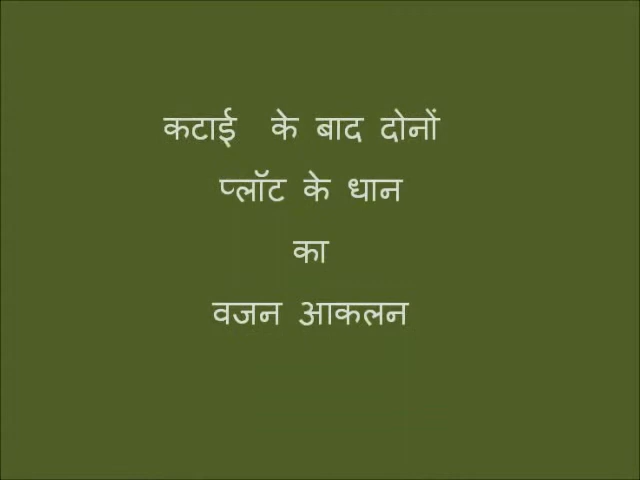 कटाई के बाद दोनों
प्लॉट के धान
का
वजन आकलन